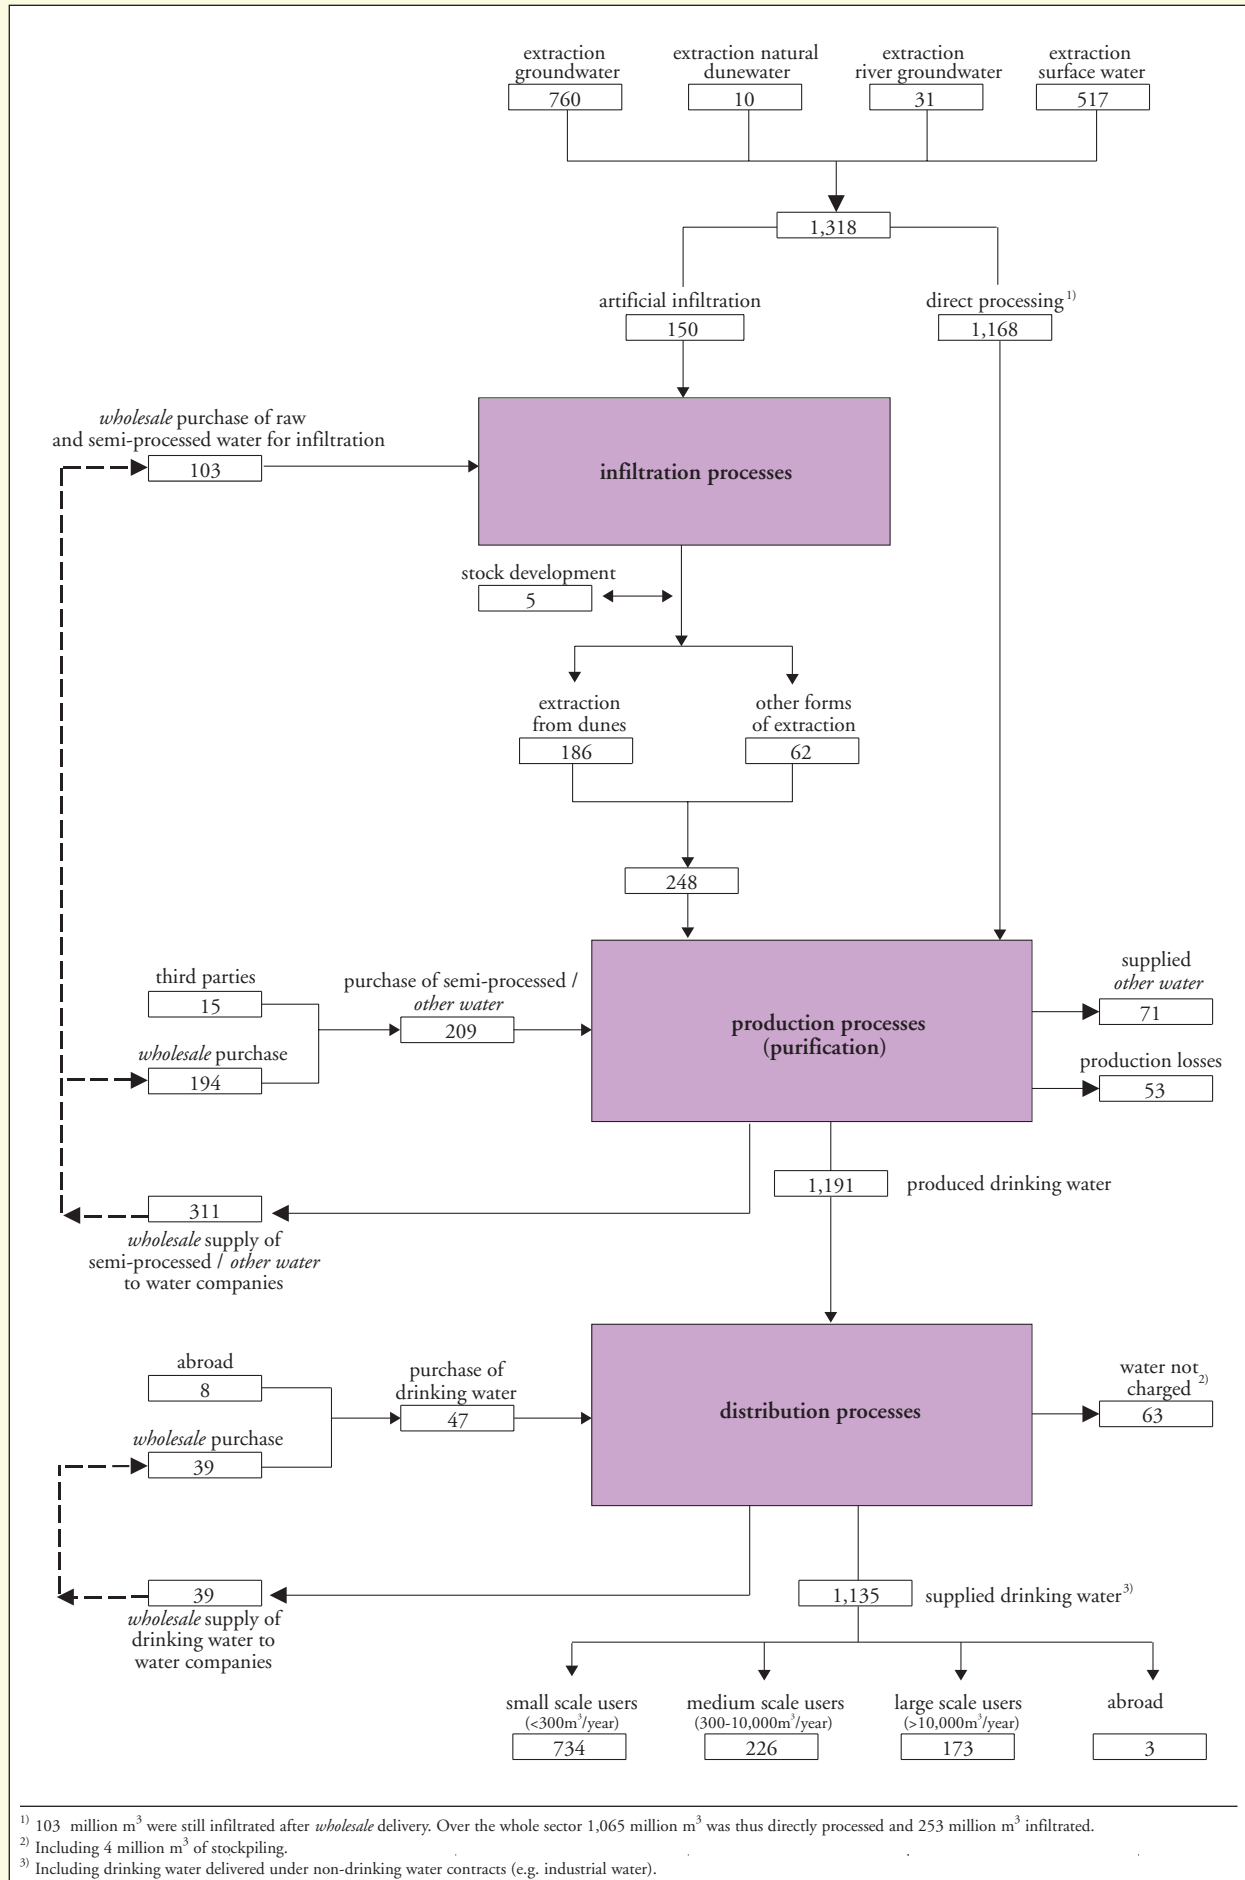 extraction
groundwater
760
extraction natural
dunewater
10
extraction
river groundwater
31
extraction
surface water
517
1,318
artificial infiltration
150
direct processing 1)
1,168
wholesale purchase of raw
and semi-processed water for infiltration
103
infiltration processes
stock development
5
extraction
from dunes
186
other forms
of extraction
62
248
third parties
15
wholesale purchase
194
purchase of semi-processed /
other water
209
production processes
(purification)
supplied
other water
71
production losses
53
1,191
produced drinking water
311
wholesale supply of
semi-processed / other water
to water companies
abroad
8
wholesale purchase
39
purchase of
drinking water
47
distribution processes
water not
charged 2)
63
39
wholesale supply of
drinking water to
water companies
1,135
supplied drinking water3)
small scale users
(<300m³/year)
734
medium scale users
(300-10,000m³/year)
226
large scale users
(>10,000m³/year)
173
abroad
3
1) 103 million m³ were still infiltrated after wholesale delivery. Over the whole sector 1,065 million m³ was thus directly processed and 253 million m³ infiltrated.
2) Including 4 million m³ of stockpiling.
3) Including drinking water delivered under non-drinking water contracts (e.g. industrial water).